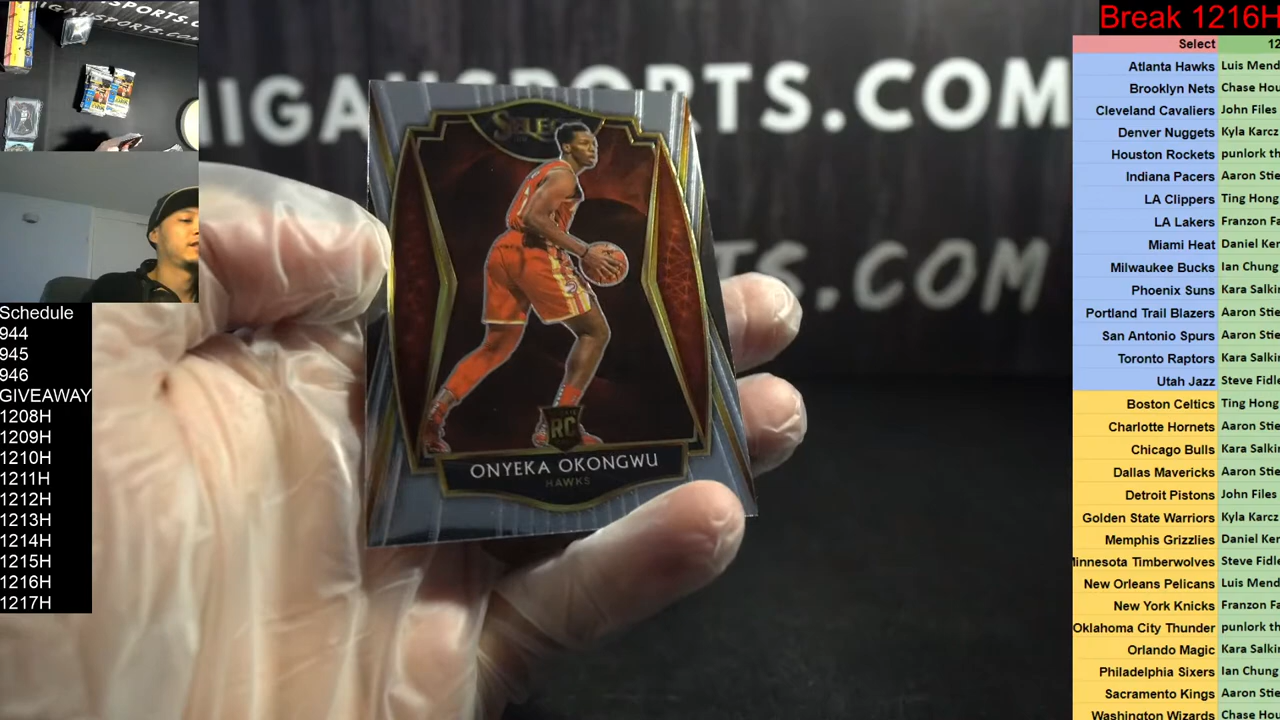 Break 1216H
IGAHSPORTS.COM
SPORTS.COM
SELECT
RC
ONYEKA OKONGWU
HAWKS
Schedule
944
945
946
GIVEAWAY
1208H
1209H
1210H
1211H
1212H
1213H
1214H
1215H
1216H
1217H
Select 12
Atlanta Hawks Luis Mend
Brooklyn Nets Chase Hou
Cleveland Cavaliers John Files
Denver Nuggets Kyla Karcz
Houston Rockets punlork th
Indiana Pacers Aaron Stie
LA Clippers Ting Hong
LA Lakers Franzon Fa
Miami Heat Daniel Ker
Milwaukee Bucks Ian Chung
Phoenix Suns Kara Salkin
Portland Trail Blazers Aaron Stie
San Antonio Spurs Aaron Stie
Toronto Raptors Kara Salkin
Utah Jazz Steve Fidle
Boston Celtics Ting Hong
Charlotte Hornets Aaron Stie
Chicago Bulls Kara Salkin
Dallas Mavericks Aaron Stie
Detroit Pistons John Files
Golden State Warriors Kyla Karcz
Memphis Grizzlies Daniel Ker
Minnesota Timberwolves Steve Fidle
New Orleans Pelicans Luis Mend
New York Knicks Franzon Fa
Oklahoma City Thunder punlork th
Orlando Magic Kara Salkin
Philadelphia Sixers Ian Chung
Sacramento Kings Aaron Stie
Washington Wizards Chase Hou